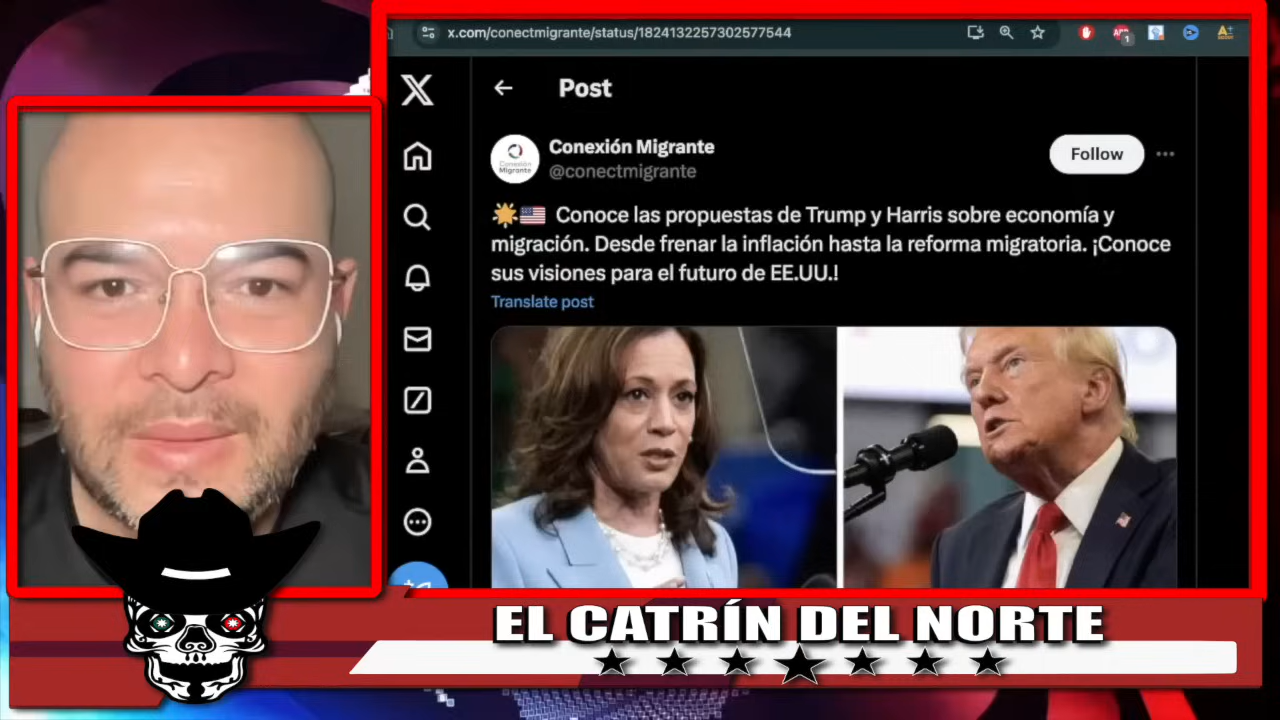 x.com/conectmigrante/status/1824132257302577544
Post
Conexión Migrante
@conectmigrante
Follow
Conexión Migrante
Conoce las propuestas de Trump y Harris sobre economía y
migración. Desde frenar la inflación hasta la reforma migratoria. ¡Conoce
sus visiones para el futuro de EE.UU.!
Translate post
EL CATRÍN DEL NORTE